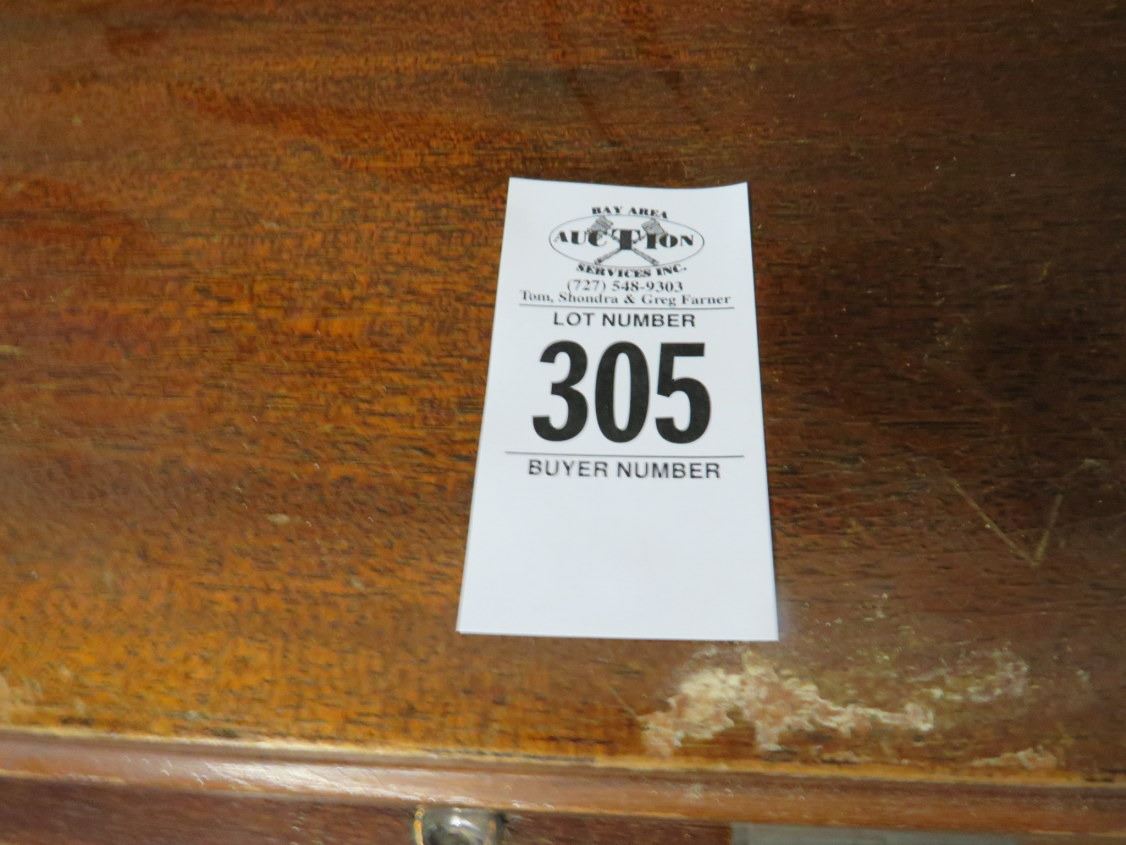 BAY AREA
AUCTION
SERVICES INC.
(727) 548-9303
Tom, Shondra & Greg Farner
LOT NUMBER
305
BUYER NUMBER